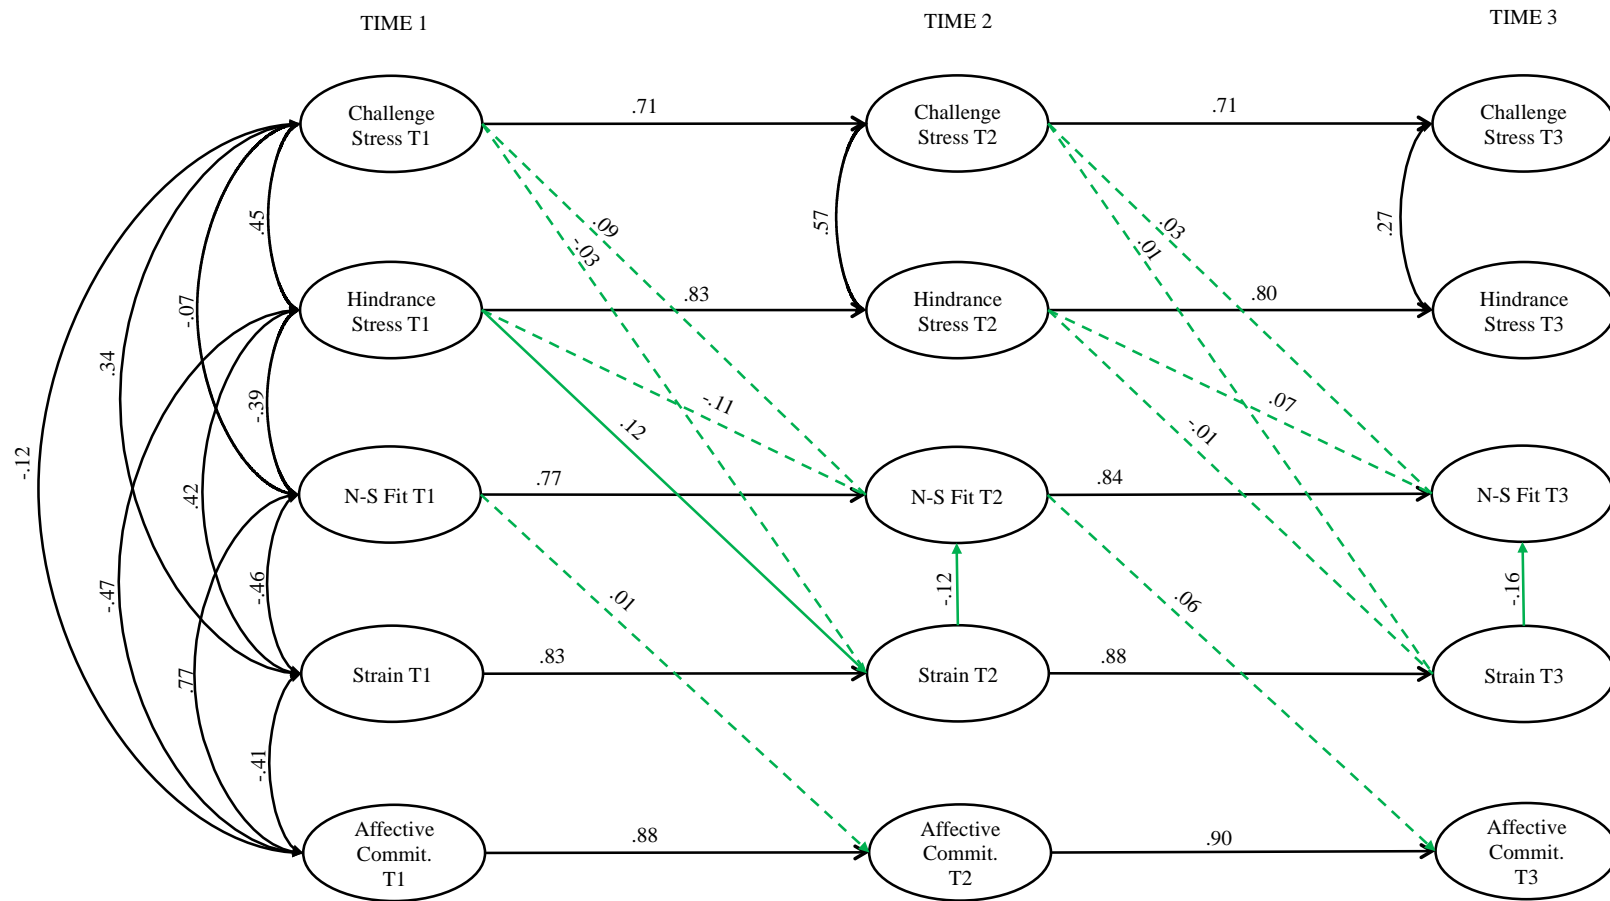 TIME 1
TIME 2
TIME 3
Challenge
Stress T1
.71
Challenge
Stress T2
.71
Challenge
Stress T3
.45
.09
-.03
.57
.03
.01
.27
Hindrance
Stress T1
.83
Hindrance
Stress T2
.80
Hindrance
Stress T3
-.07
.34
-.39
-.11
.12
.07
-.01
-.12
N-S Fit T1
.77
N-S Fit T2
.84
N-S Fit T3
.42
-.47
-.46
.01
-.12
.06
-.16
Strain T1
.83
Strain T2
.88
Strain T3
.77
-.41
Affective
Commit.
T1
.88
Affective
Commit.
T2
.90
Affective
Commit.
T3